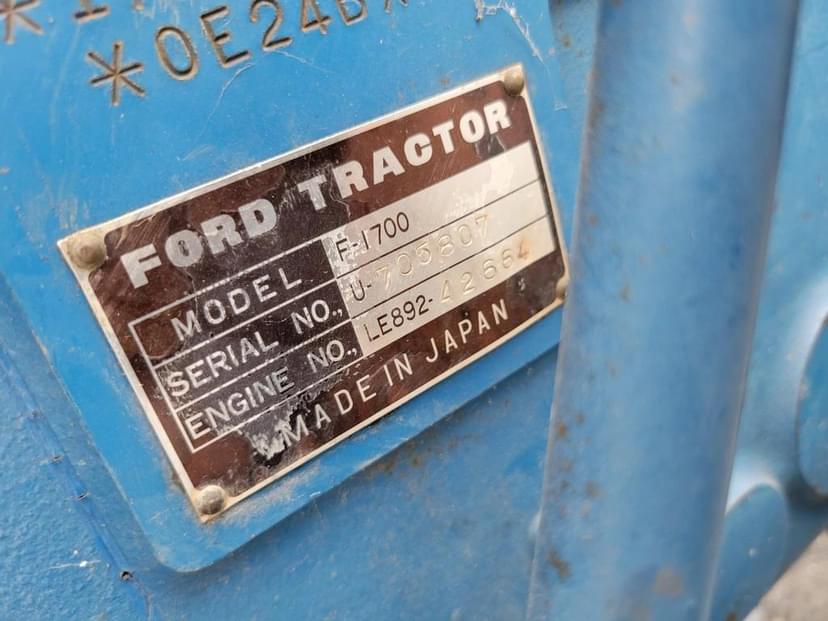 *0E24B
FORD TRACTOR
MODEL F-1700
SERIAL NO., U-705807
ENGINE NO., LE892-42664
MADE IN JAPAN